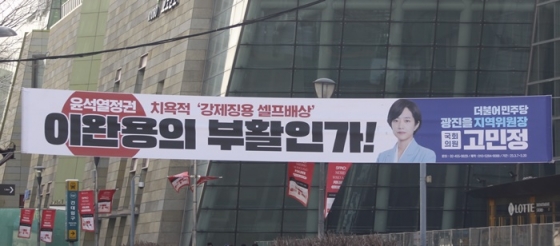 윤석열정권
치욕적 '강제징용 셀프배상'
이완용의 부활인가!
더불어민주당
광진을 지역위원장
국회
의원
고민정
LOTTE